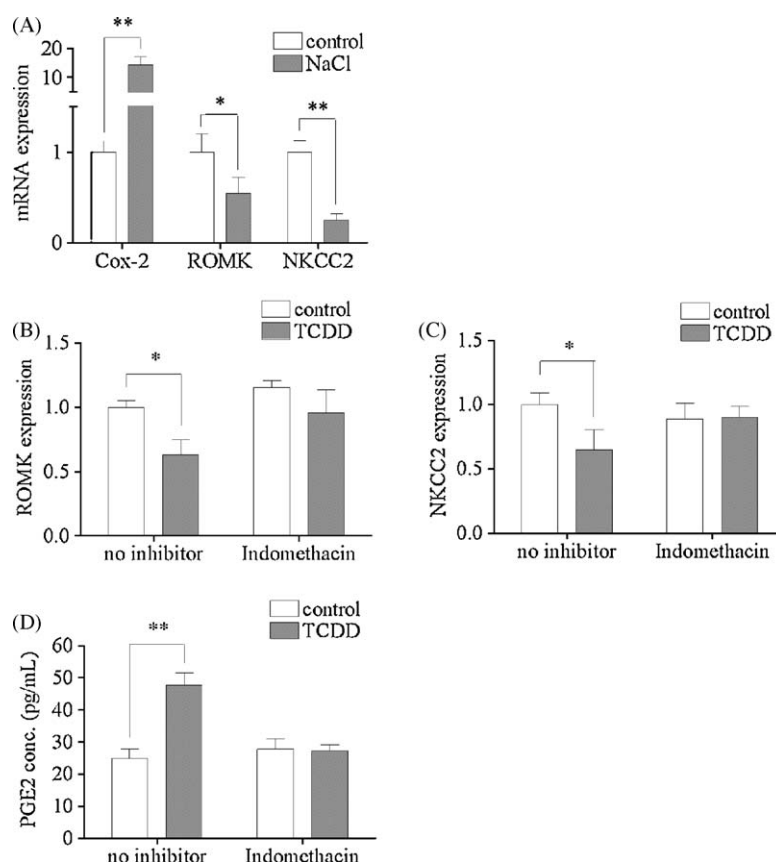 (A)
**
*
**
control
NaCl
mRNA expression
20
10
1
0
Cox-2 ROMK NKCC2
(B)
control
TCDD
*
ROMK expression
1.5
1.0
0.5
0.0
no inhibitor Indomethacin
(C)
control
TCDD
*
NKCC2 expression
1.5
1.0
0.5
0.0
no inhibitor Indomethacin
(D)
control
TCDD
**
PGE2 conc. (pg/mL)
60
50
40
30
20
10
0
no inhibitor Indomethacin